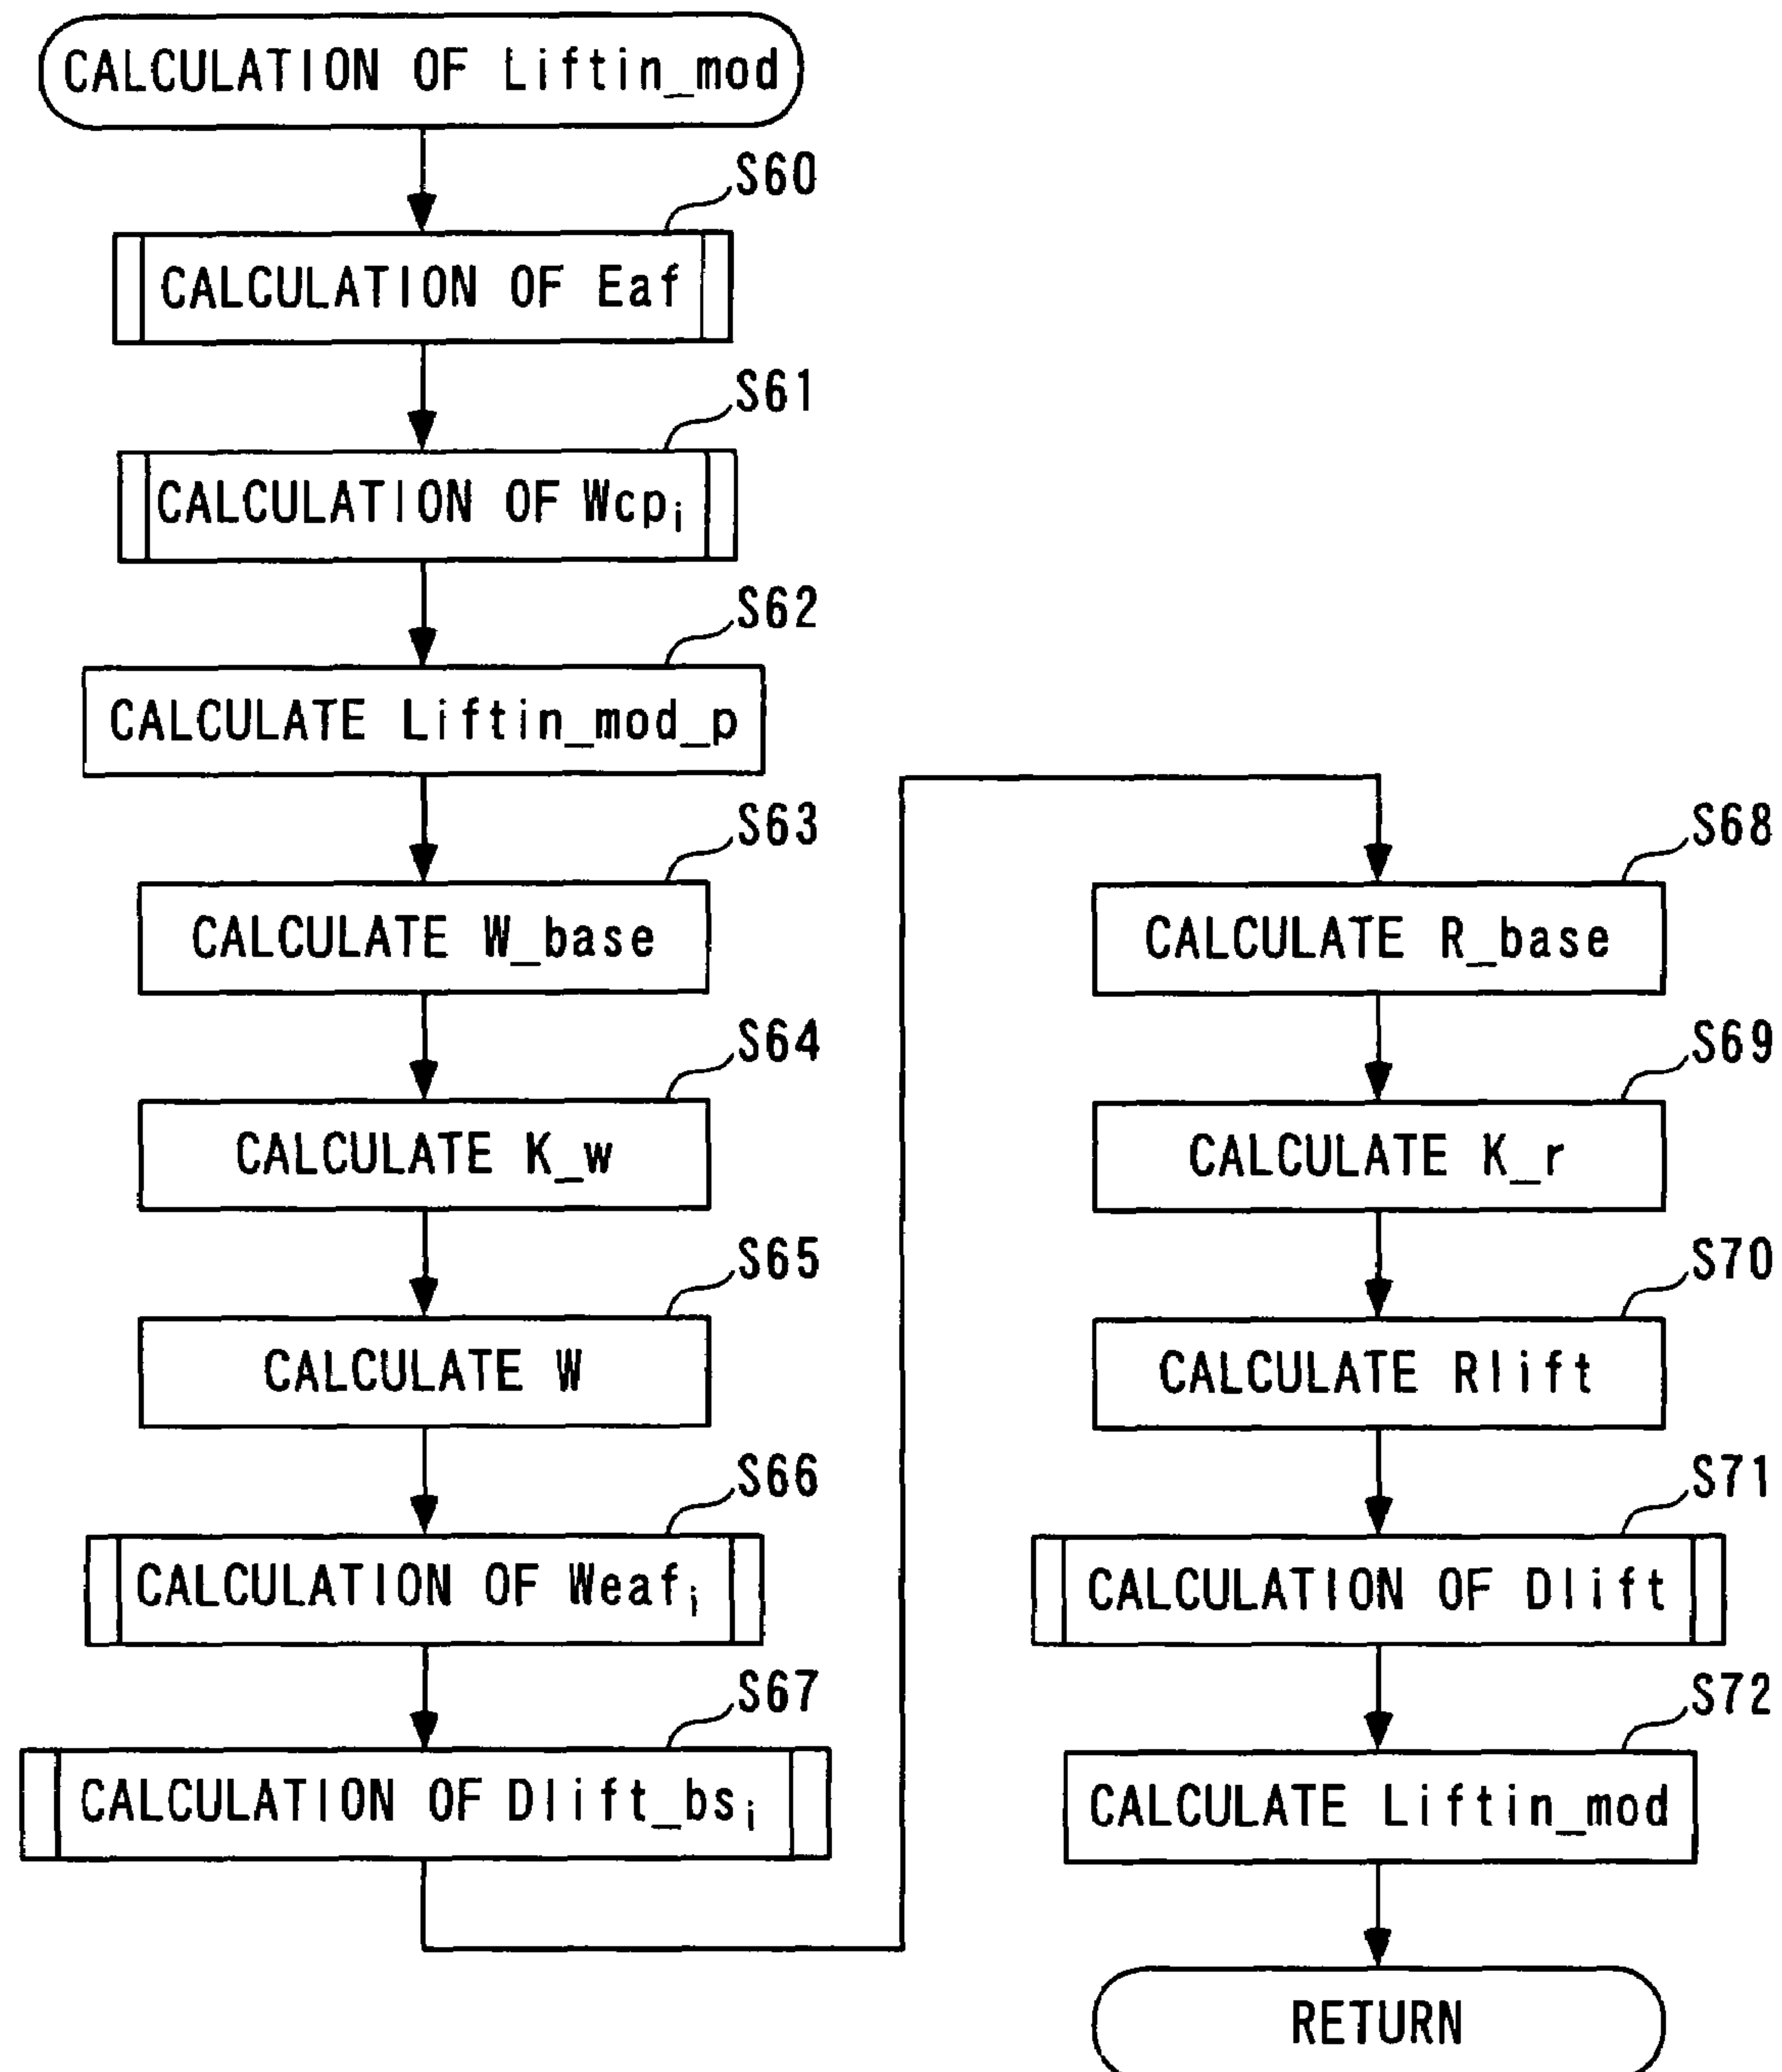 CALCULATION OF Liftin_mod
S60
CALCULATION OF Eaf
S61
CALCULATION OF Wcpi
S62
CALCULATE Liftin_mod_p
S63
CALCULATE W_base
S64
CALCULATE K_w
S65
CALCULATE W
S66
CALCULATION OF Weafi
S67
CALCULATION OF Dlift_bsi
S68
CALCULATE R_base
S69
CALCULATE K_r
S70
CALCULATE Rlift
S71
CALCULATION OF Dlift
S72
CALCULATE Liftin_mod
RETURN